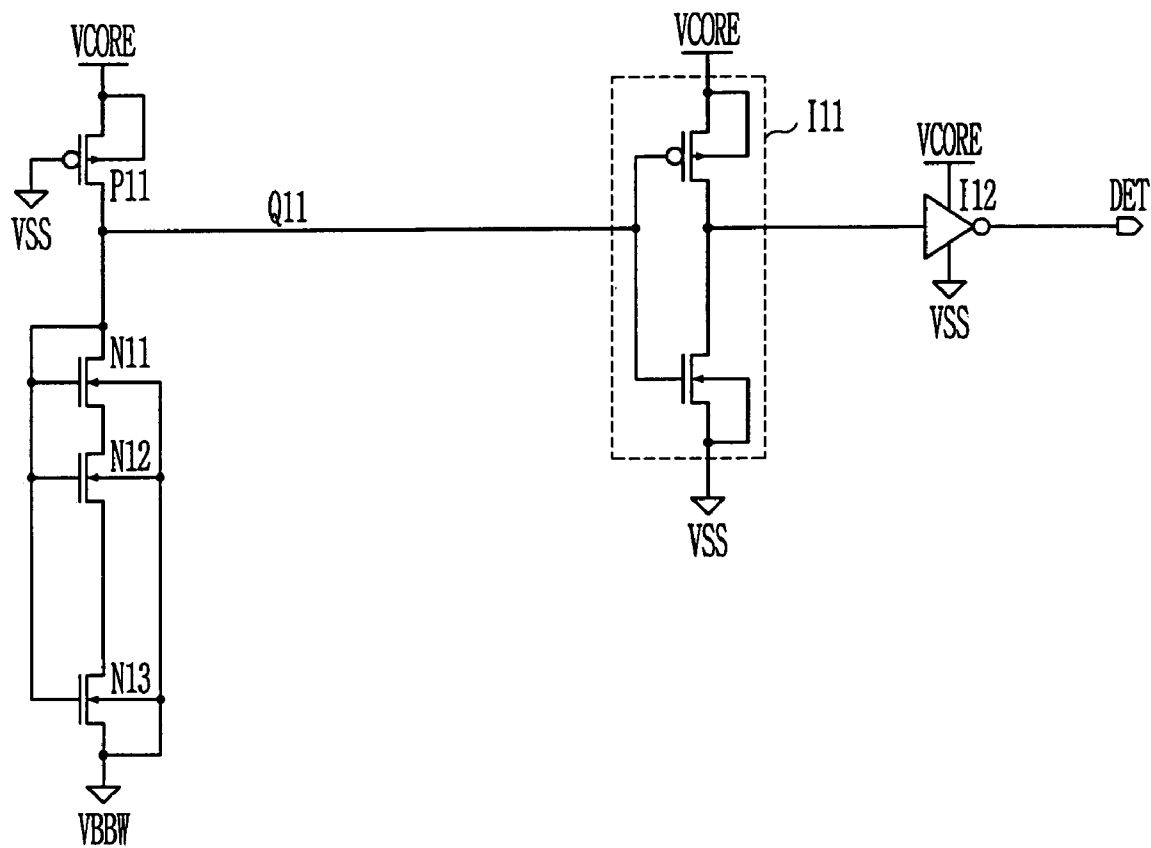 VCORE
VCORE
I11
P11
VSS
Q11
VCORE
I12
DET
VSS
N11
N12
VSS
N13
VBBW